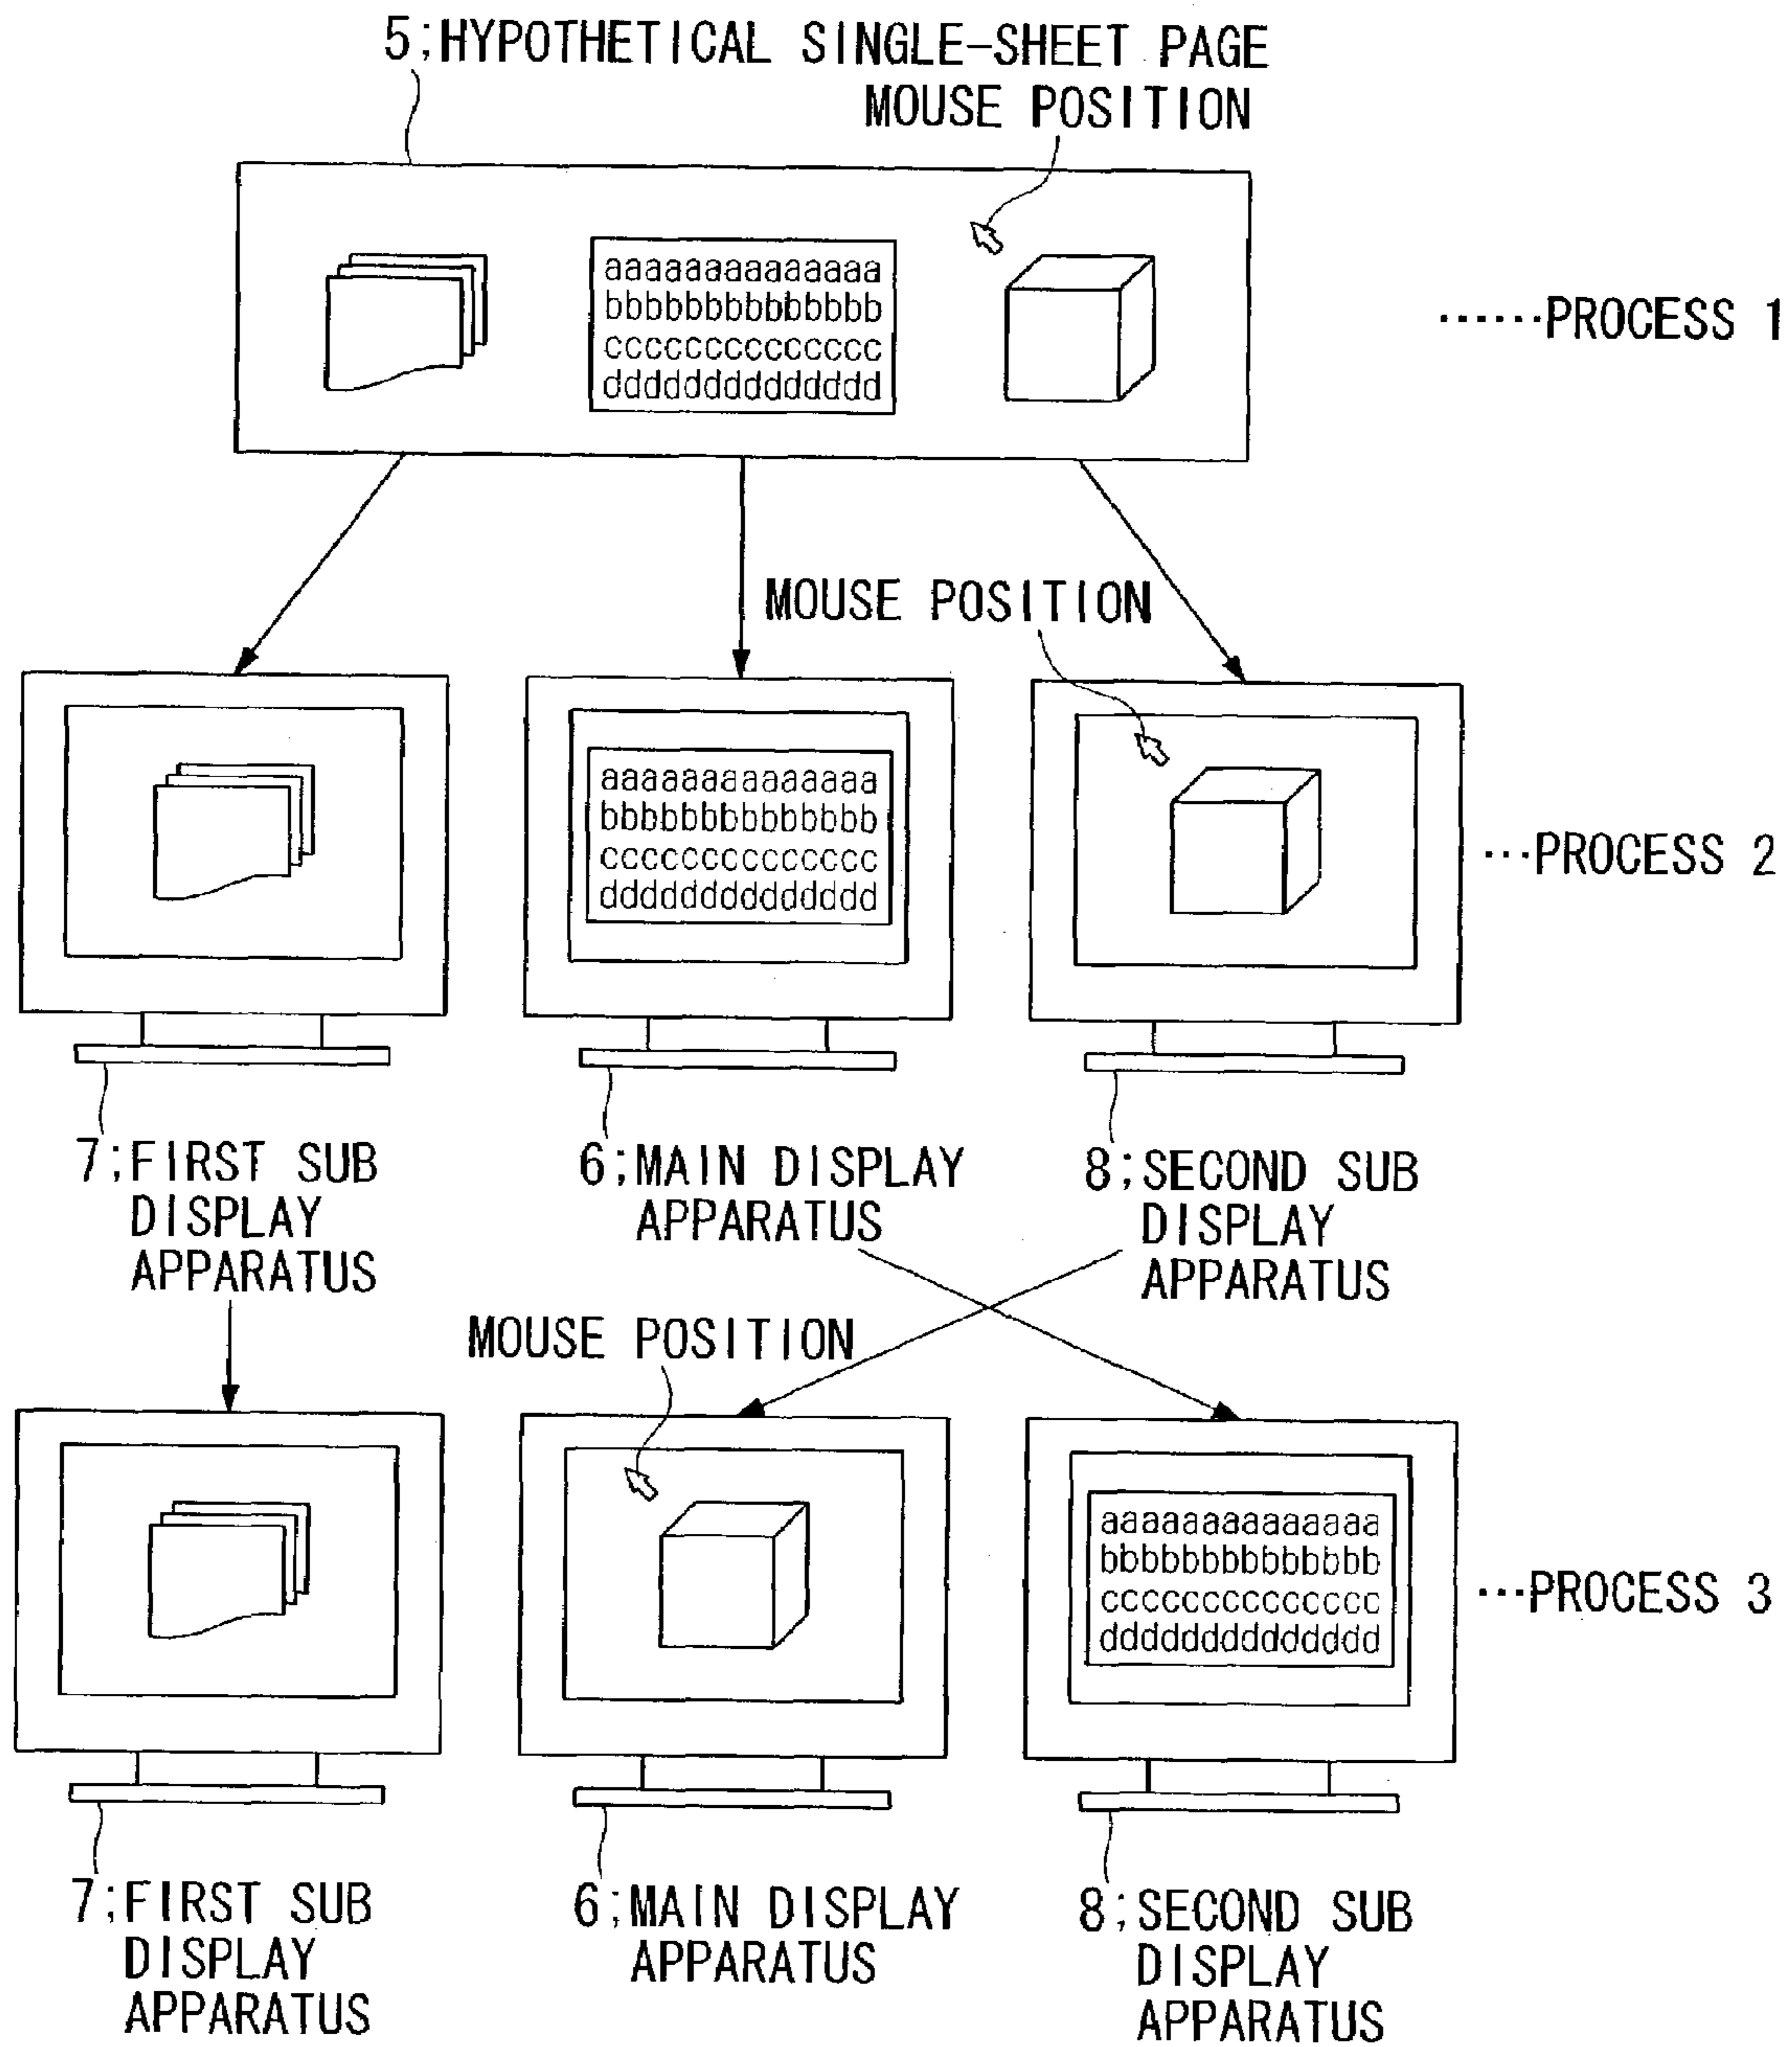 5;HYPOTHETICAL SINGLE-SHEET PAGE
MOUSE POSITION
aaaaaaaaaaaaaa
bbbbbbbbbbbbbb
cccccccccccccc
dddddddddddddd
······PROCESS 1
MOUSE POSITION
aaaaaaaaaaaaaa
bbbbbbbbbbbbbb
cccccccccccccc
dddddddddddddd
···PROCESS 2
7;FIRST SUB
DISPLAY
APPARATUS
6;MAIN DISPLAY
APPARATUS
8;SECOND SUB
DISPLAY
APPARATUS
MOUSE POSITION
aaaaaaaaaaaaaa
bbbbbbbbbbbbbb
cccccccccccccc
dddddddddddddd
···PROCESS 3
7;FIRST SUB
DISPLAY
APPARATUS
6;MAIN DISPLAY
APPARATUS
8;SECOND SUB
DISPLAY
APPARATUS